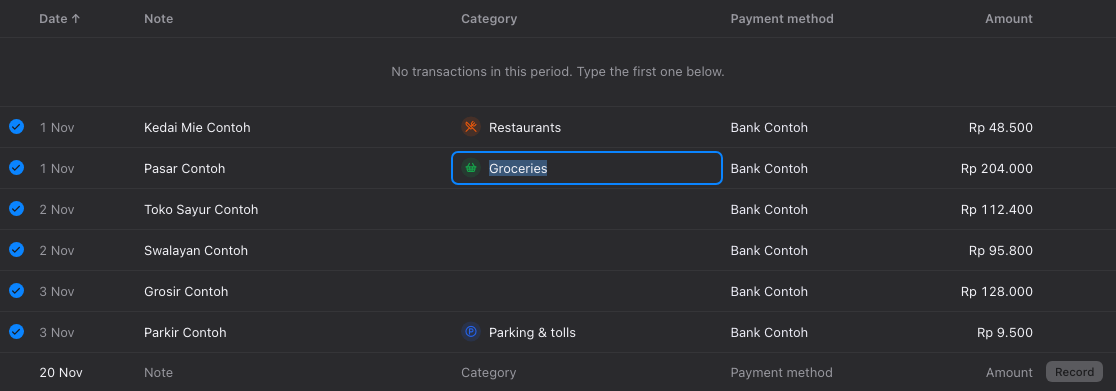 Date ↑ Note Category Payment method Amount
No transactions in this period. Type the first one below.
1 Nov Kedai Mie Contoh Restaurants Bank Contoh Rp 48.500
1 Nov Pasar Contoh Groceries Bank Contoh Rp 204.000
2 Nov Toko Sayur Contoh Bank Contoh Rp 112.400
2 Nov Swalayan Contoh Bank Contoh Rp 95.800
3 Nov Grosir Contoh Bank Contoh Rp 128.000
3 Nov Parkir Contoh Parking & tolls Bank Contoh Rp 9.500
20 Nov Note Category Payment method Amount Record